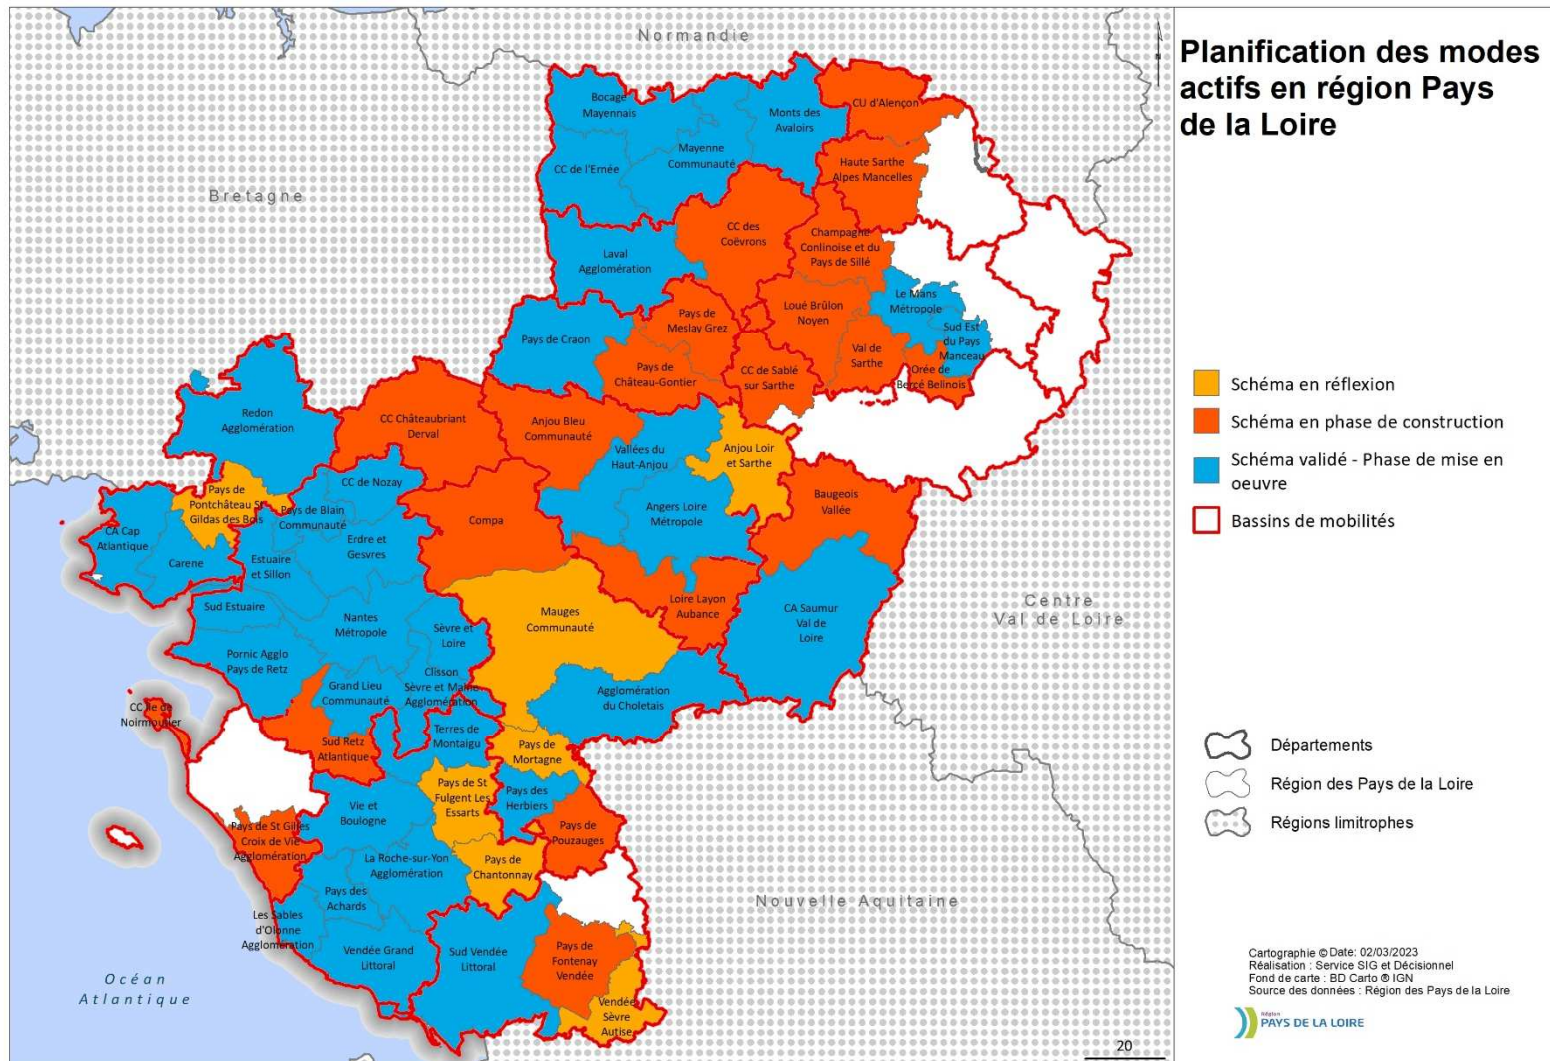 Planification des modes
actifs en région Pays
de la Loire
Normandie
Bretagne
Centre
Val de Loire
Nouvelle Aquitaine
Océan
Atlantique
Bocage
Mayennais
Monts des
Avaloirs
CU d'Alençon
Mayenne
Communauté
CC de l'Ernée
Haute Sarthe
Alpes Mancelles
CC des
Coëvrons
Champagne
Conlinoise et du
Pays de Sillé
Laval
Agglomération
Le Mans
Métropole
Loué Brûlon
Noyen
Sud Est
du Pays
Manceau
Pays de
Meslay Grez
Pays de Craon
Val de
Sarthe
Orée de
Bercé Belinois
Pays de
Château-Gontier
CC de Sablé
sur Sarthe
Redon
Agglomération
CC Châteaubriant
Derval
Anjou Bleu
Communauté
Vallées du
Haut-Anjou
Anjou Loir
et Sarthe
CC de Nozay
Pays de
Pontchâteau St
Gildas des Bois
Pays de Blain
Communauté
Compa
Angers Loire
Métropole
Baugeois
Vallée
CA Cap
Atlantique
Carene
Estuaire
et Sillon
Erdre et
Gesvres
Sud Estuaire
Nantes
Métropole
Sèvre et
Loire
Mauges
Communauté
Loire Layon
Aubance
CA Saumur
Val de
Loire
Pornic Agglo
Pays de Retz
Grand Lieu
Communauté
Clisson
Sèvre et Maine
Agglomération
Agglomération
du Choletais
CC Ile de
Noirmoutier
Sud Retz
Atlantique
Terres de
Montaigu
Pays de
Mortagne
Pays de St
Fulgent Les
Essarts
Pays des
Herbiers
Vie et
Boulogne
Pays de
Pouzauges
Pays de St Gilles
Croix de Vie
Agglomération
La Roche-sur-Yon
Agglomération
Pays de
Chantonnay
Pays des
Achards
Les Sables
d'Olonne
Agglomération
Vendée Grand
Littoral
Sud Vendée
Littoral
Pays de
Fontenay
Vendée
Vendée
Sèvre
Autise
20
Schéma en réflexion
Schéma en phase de construction
Schéma validé - Phase de mise en
oeuvre
Bassins de mobilités
Départements
Région des Pays de la Loire
Régions limitrophes
Cartographie © Date: 02/03/2023
Réalisation : Service SIG et Décisionnel
Fond de carte : BD Carto ® IGN
Source des données : Région des Pays de la Loire
Région
PAYS DE LA LOIRE